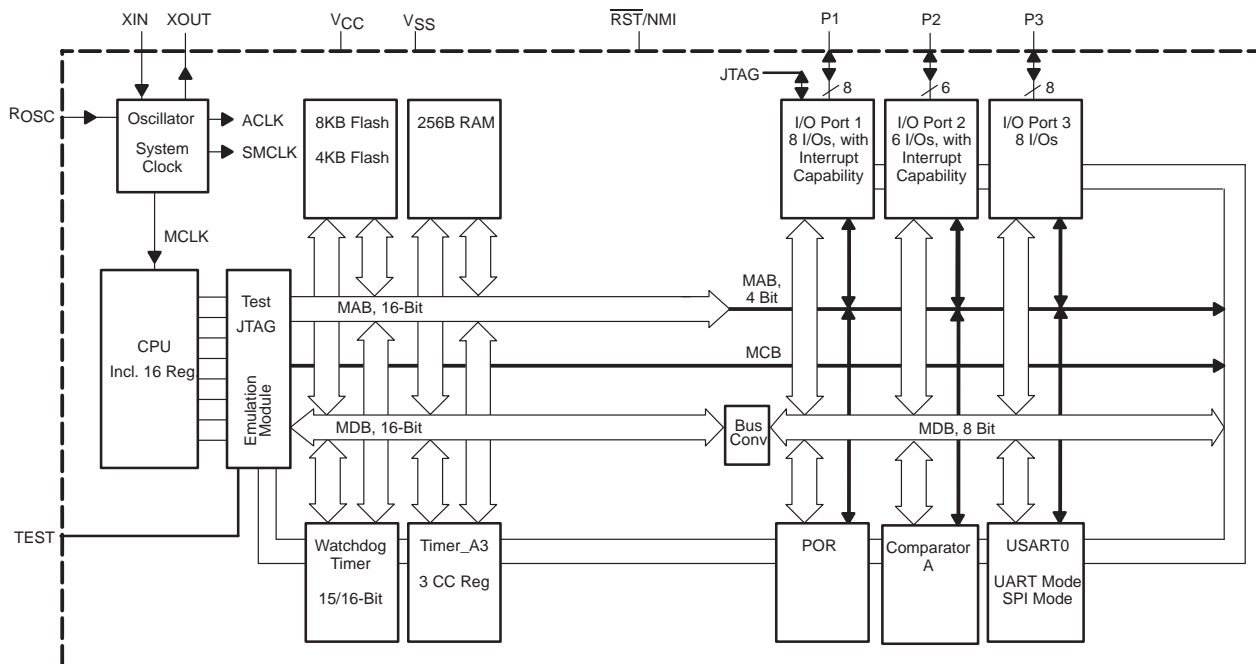 XIN XOUT VCC VSS RST/NMI P1 P2 P3
JTAG
8 6 8
ROSC
Oscillator
System
Clock
ACLK
SMCLK
8KB Flash
4KB Flash
256B RAM
I/O Port 1
8 I/Os, with
Interrupt
Capability
I/O Port 2
6 I/Os, with
Interrupt
Capability
I/O Port 3
8 I/Os
MCLK
CPU
Incl. 16 Reg.
Test
JTAG
Emulation
Module
MAB, 16-Bit
MAB,
4 Bit
MCB
MDB, 16-Bit
Bus
Conv
MDB, 8 Bit
TEST
Watchdog
Timer
15/16-Bit
Timer_A3
3 CC Reg
POR
Comparator
A
USART0
UART Mode
SPI Mode